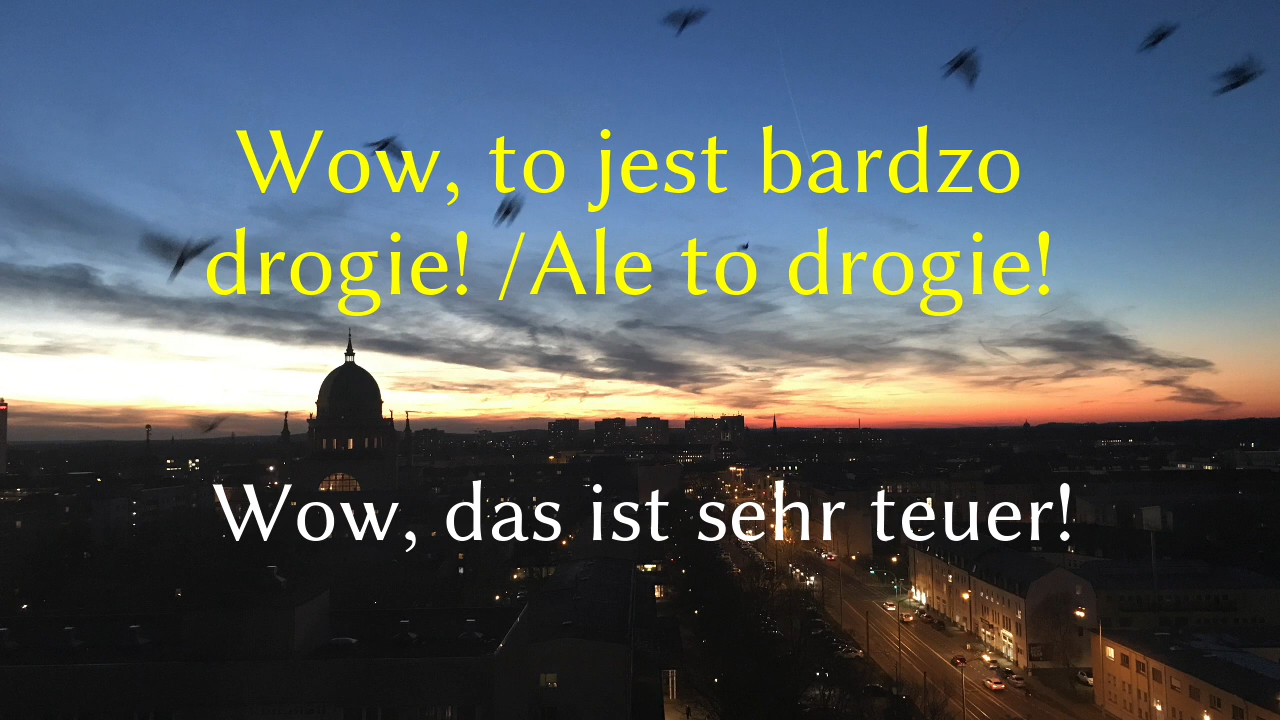 Wow, to jest bardzo
drogie! /Ale to drogie!
Wow, das ist sehr teuer!